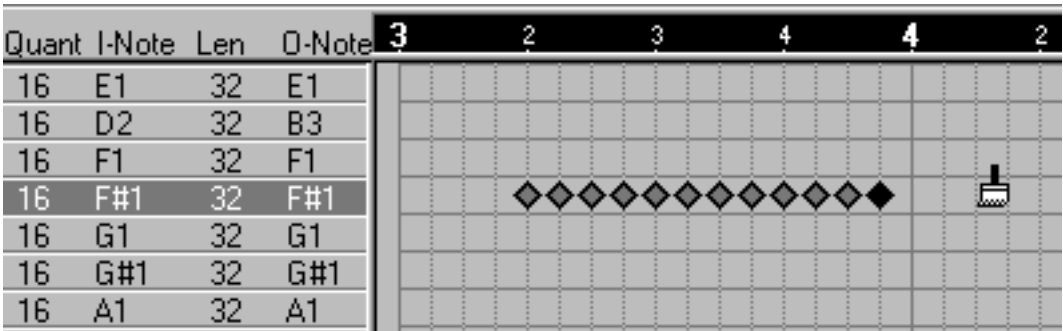 Quant I-Note Len O-Note 3 2 3 4 4 2
16 E1 32 E1
16 D2 32 B3
16 F1 32 F1
16 F#1 32 F#1
16 G1 32 G1
16 G#1 32 G#1
16 A1 32 A1